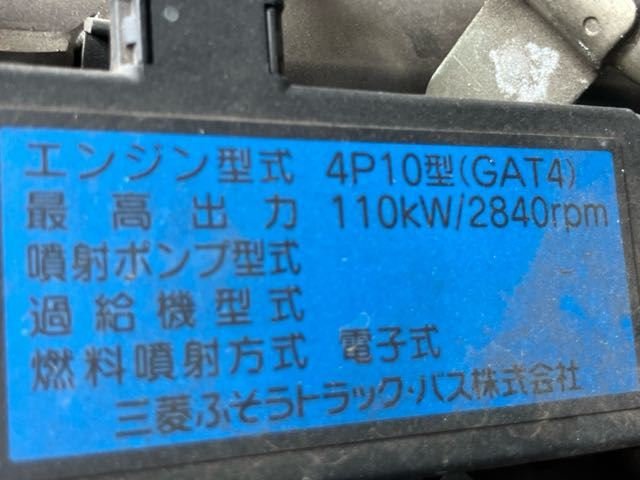 エンジン型式 4P10型(GAT4)
最高出力 110kW/2840rpm
噴射ポンプ型式
過給機型式
燃料噴射方式 電子式
三菱ふそうトラック・バス株式会社